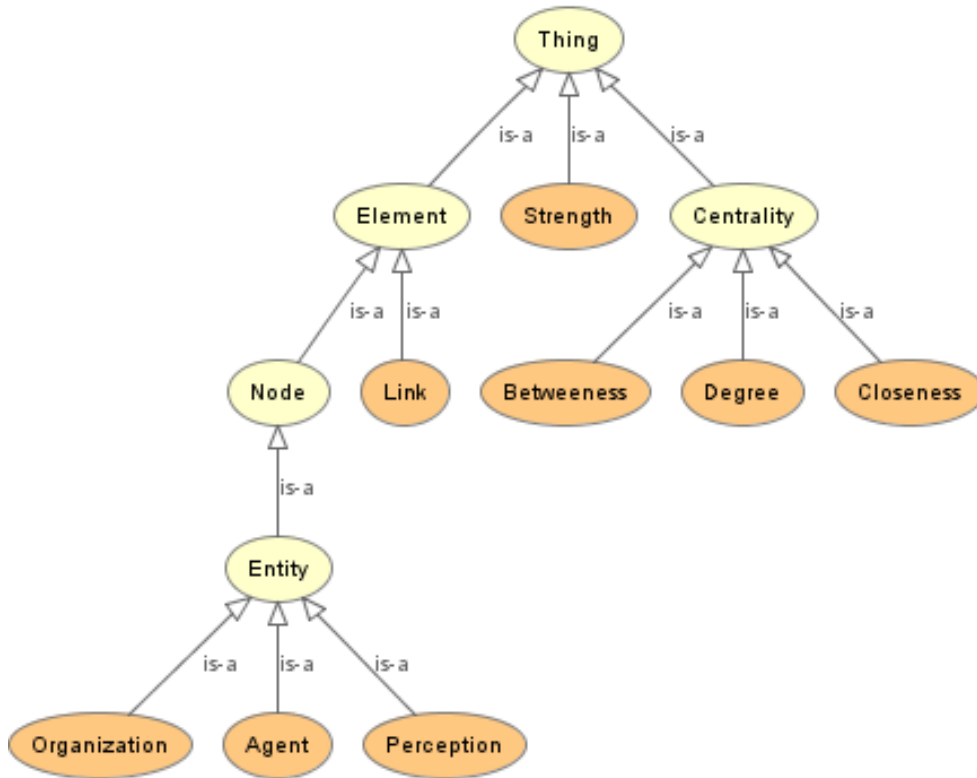 Thing
is-a is-a is-a
Element Strength Centrality
is-a is-a is-a is-a is-a
Node Link Betweeness Degree Closeness
is-a
Entity
is-a is-a is-a
Organization Agent Perception